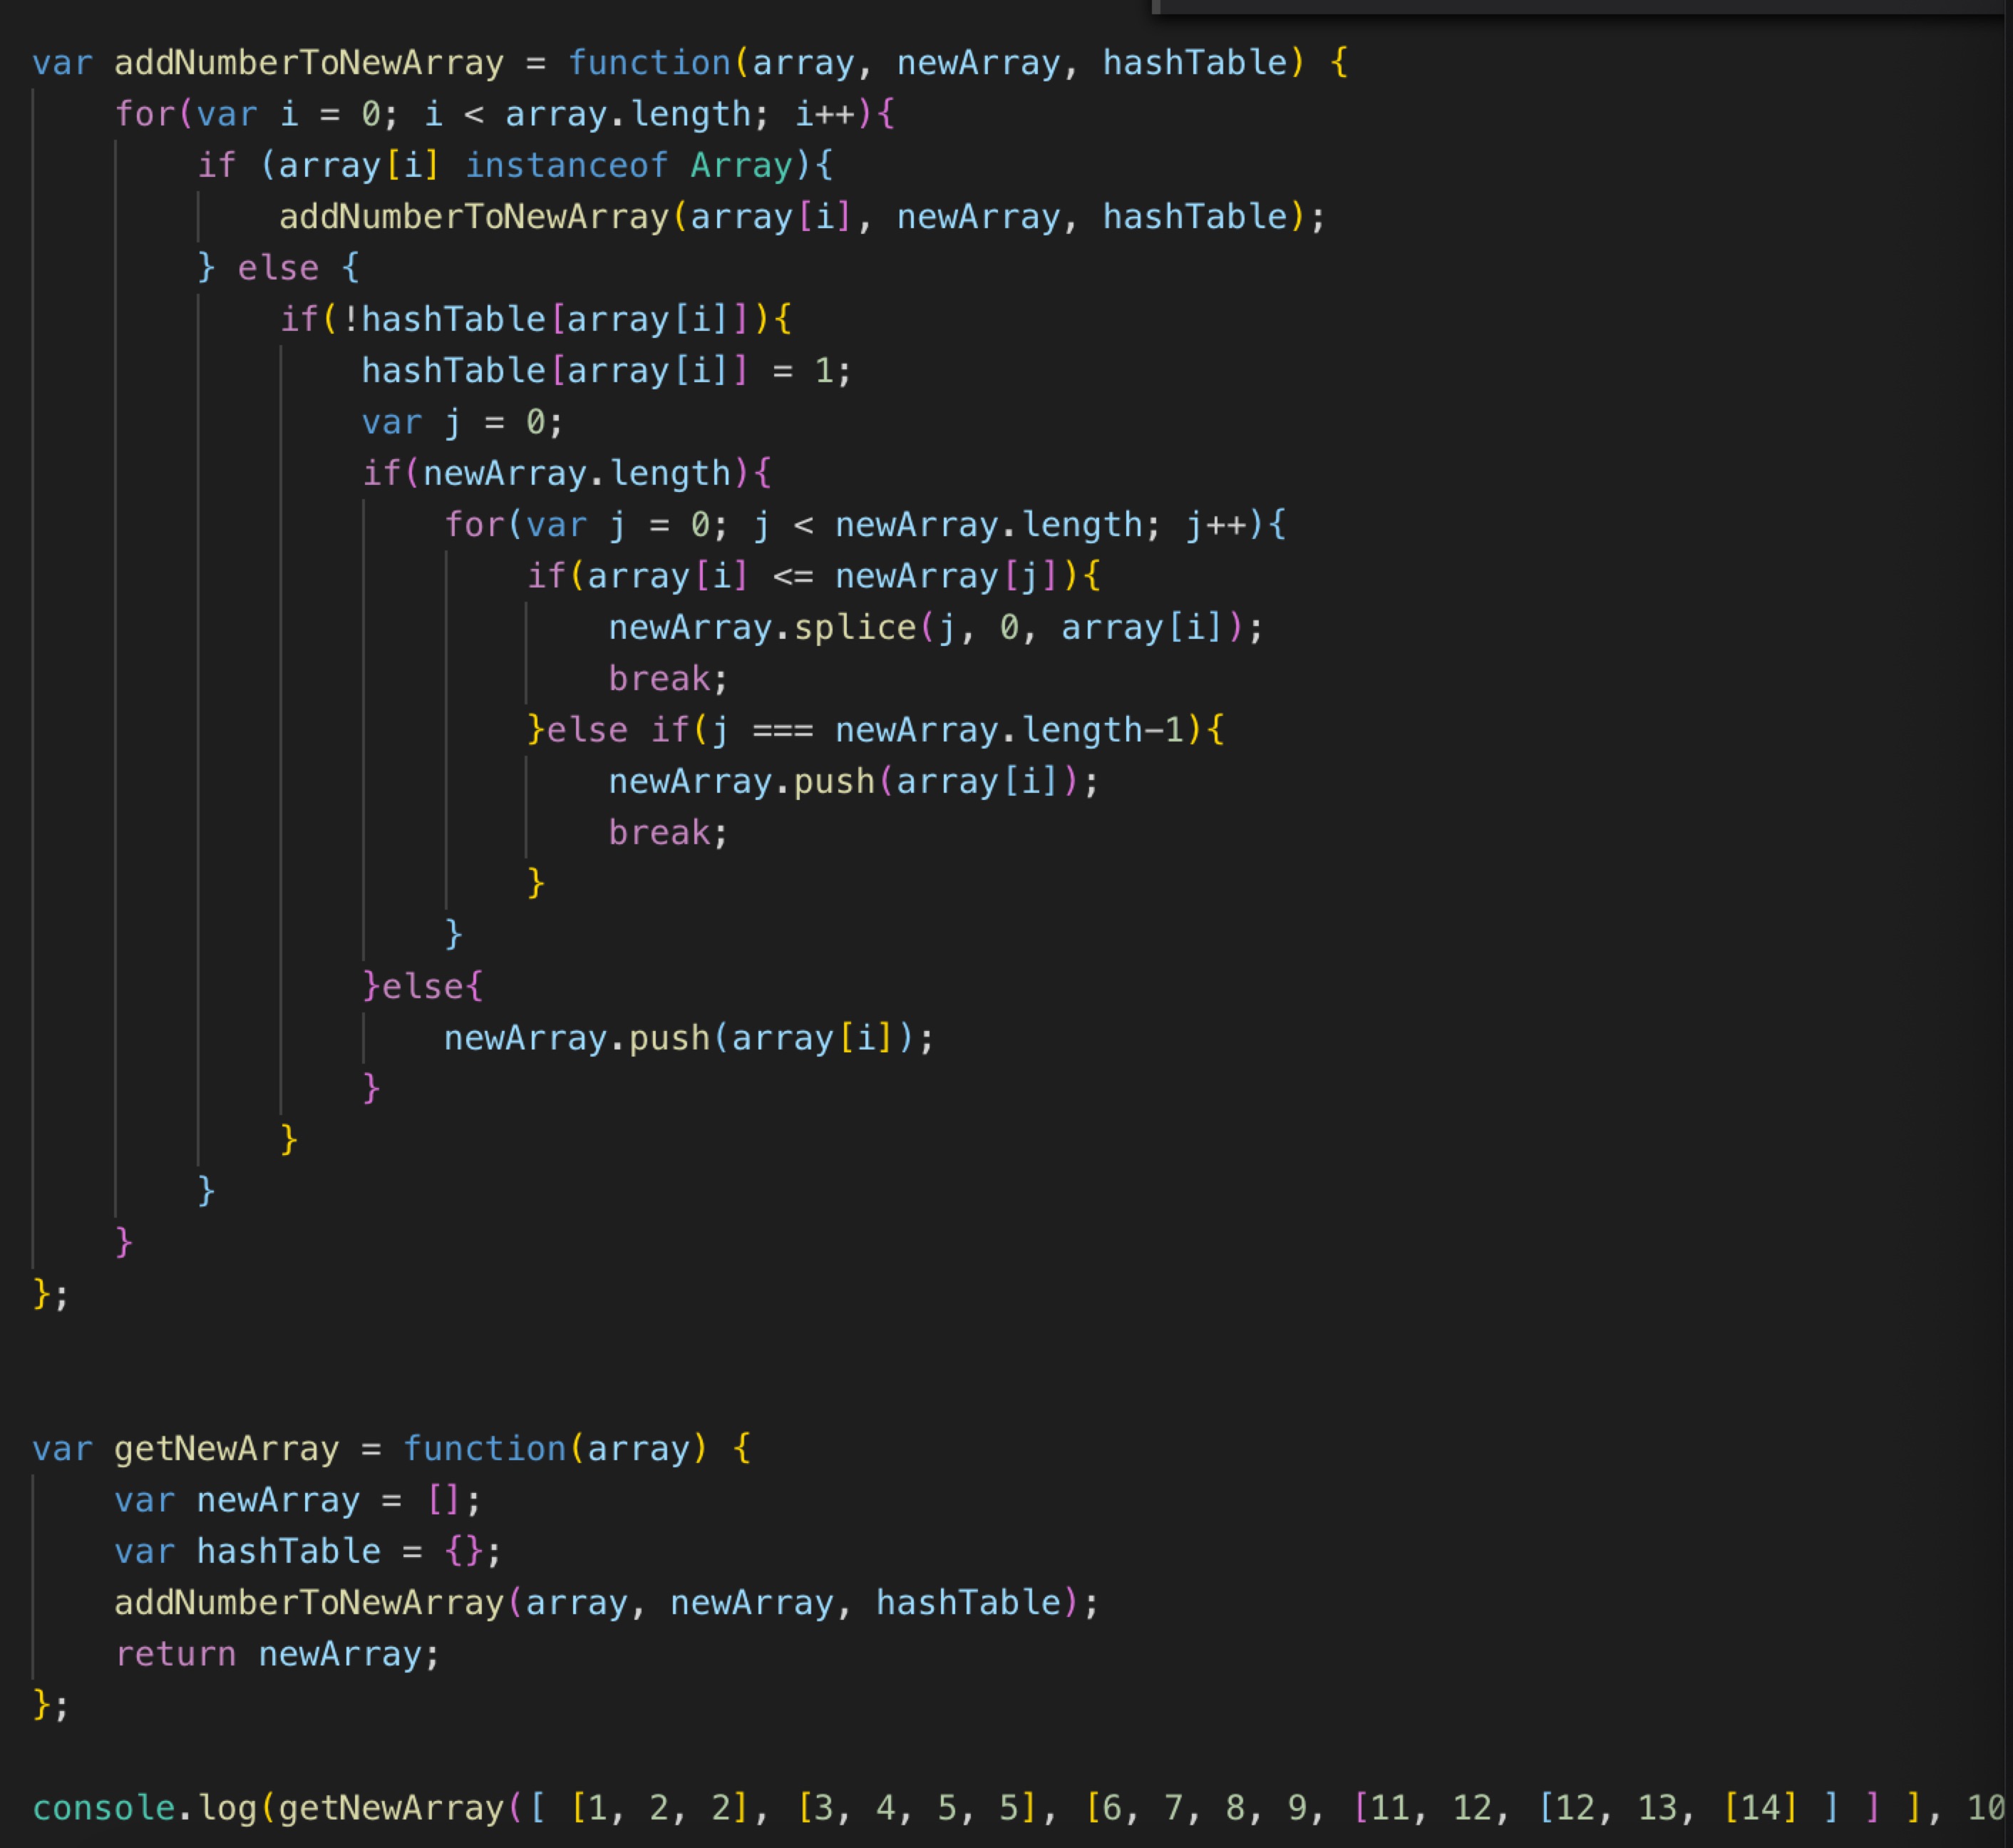 var addNumberToNewArray = function(array, newArray, hashTable) {
    for(var i = 0; i < array.length; i++){
        if (array[i] instanceof Array){
            addNumberToNewArray(array[i], newArray, hashTable);
        } else {
            if(!hashTable[array[i]]){
                hashTable[array[i]] = 1;
                var j = 0;
                if(newArray.length){
                    for(var j = 0; j < newArray.length; j++){
                        if(array[i] <= newArray[j]){
                            newArray.splice(j, 0, array[i]);
                            break;
                        }else if(j === newArray.length-1){
                            newArray.push(array[i]);
                            break;
                        }
                    }
                }else{
                    newArray.push(array[i]);
                }
            }
        }
    }
};
var getNewArray = function(array) {
    var newArray = [];
    var hashTable = {};
    addNumberToNewArray(array, newArray, hashTable);
    return newArray;
};
console.log(getNewArray([ [1, 2, 2], [3, 4, 5, 5], [6, 7, 8, 9, [11, 12, [12, 13, [14] ] ] ], 10